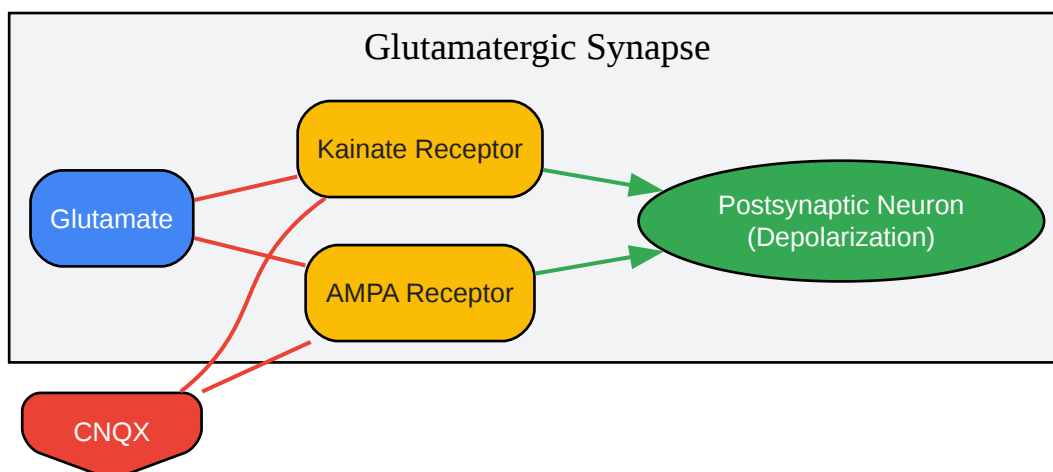 Glutamatergic Synapse
Kainate Receptor
Glutamate
Postsynaptic Neuron
(Depolarization)
AMPA Receptor
CNQX